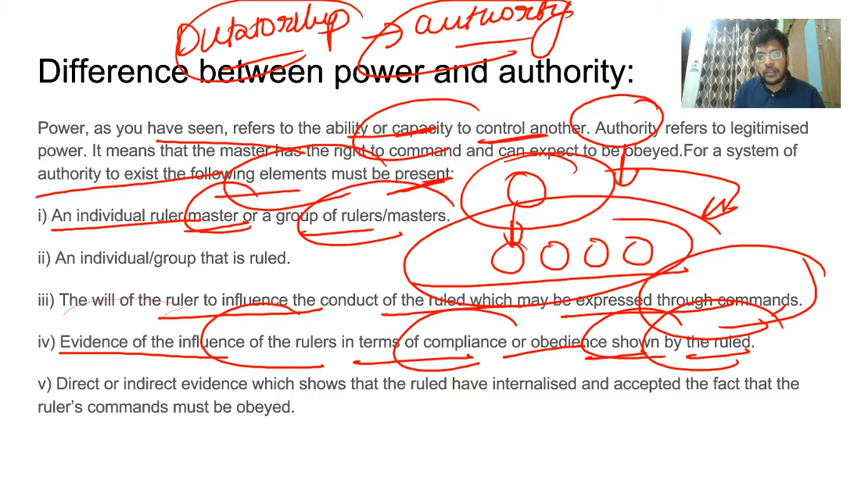 Dictatorship → authority
Difference between power and authority:
Power, as you have seen, refers to the ability or capacity to control another. Authority refers to legitimised
power. It means that the master has the right to command and can expect to be obeyed.For a system of
authority to exist the following elements must be present:
i) An individual ruler/master or a group of rulers/masters.
ii) An individual/group that is ruled.
iii) The will of the ruler to influence the conduct of the ruled which may be expressed through commands.
iv) Evidence of the influence of the rulers in terms of compliance or obedience shown by the ruled.
v) Direct or indirect evidence which shows that the ruled have internalised and accepted the fact that the
ruler's commands must be obeyed.